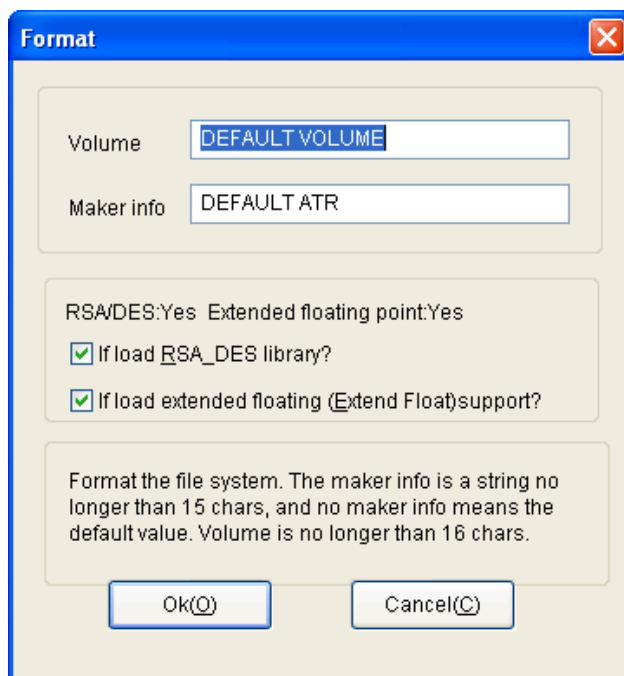 Format
Volume DEFAULT VOLUME
Maker info DEFAULT ATR
RSA/DES:Yes Extended floating point:Yes
If load RSA_DES library?
If load extended floating (Extend Float)support?
Format the file system. The maker info is a string no
longer than 15 chars, and no maker info means the
default value. Volume is no longer than 16 chars.
Ok(O) Cancel(C)